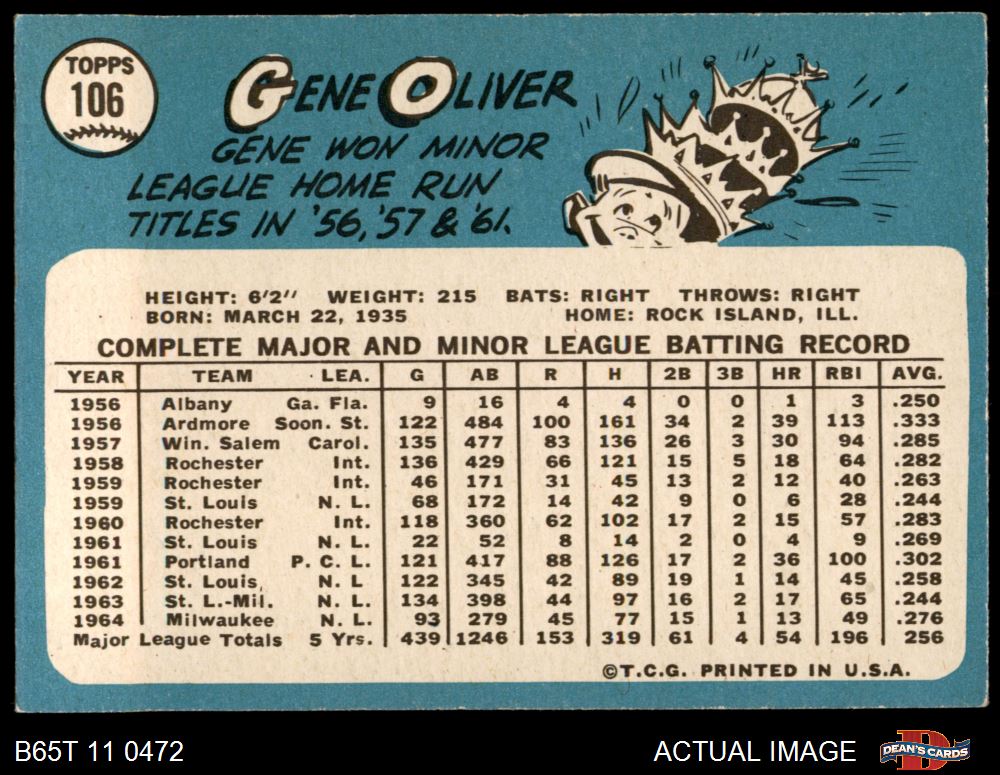 TOPPS
106
GENE OLIVER
GENE WON MINOR
LEAGUE HOME RUN
TITLES IN '56, '57 & '61.
HEIGHT: 6'2" WEIGHT: 215 BATS: RIGHT THROWS: RIGHT
BORN: MARCH 22, 1935 HOME: ROCK ISLAND, ILL.
COMPLETE MAJOR AND MINOR LEAGUE BATTING RECORD
YEAR TEAM LEA. G AB R H 2B 3B HR RBI AVG.
1956 Albany Ga. Fla. 9 16 4 4 0 0 1 3 .250
1956 Ardmore Soon. St. 122 484 100 161 34 2 39 113 .333
1957 Win. Salem Carol. 135 477 83 136 26 3 30 94 .285
1958 Rochester Int. 136 429 66 121 15 5 18 64 .282
1959 Rochester Int. 46 171 31 45 13 2 12 40 .263
1959 St. Louis N. L. 68 172 14 42 9 0 6 28 .244
1960 Rochester Int. 118 360 62 102 17 2 15 57 .283
1961 St. Louis N. L. 22 52 8 14 2 0 4 9 .269
1961 Portland P. C. L. 121 417 88 126 17 2 36 100 .302
1962 St. Louis, N. L 122 345 42 89 19 1 14 45 .258
1963 St. L.-Mil. N. L. 134 398 44 97 16 2 17 65 .244
1964 Milwaukee N. L. 93 279 45 77 15 1 13 49 .276
Major League Totals 5 Yrs. 439 1246 153 319 61 4 54 196 256
©T.C.G. PRINTED IN U.S.A.
B65T 11 0472 ACTUAL IMAGE DEAN'S CARDS